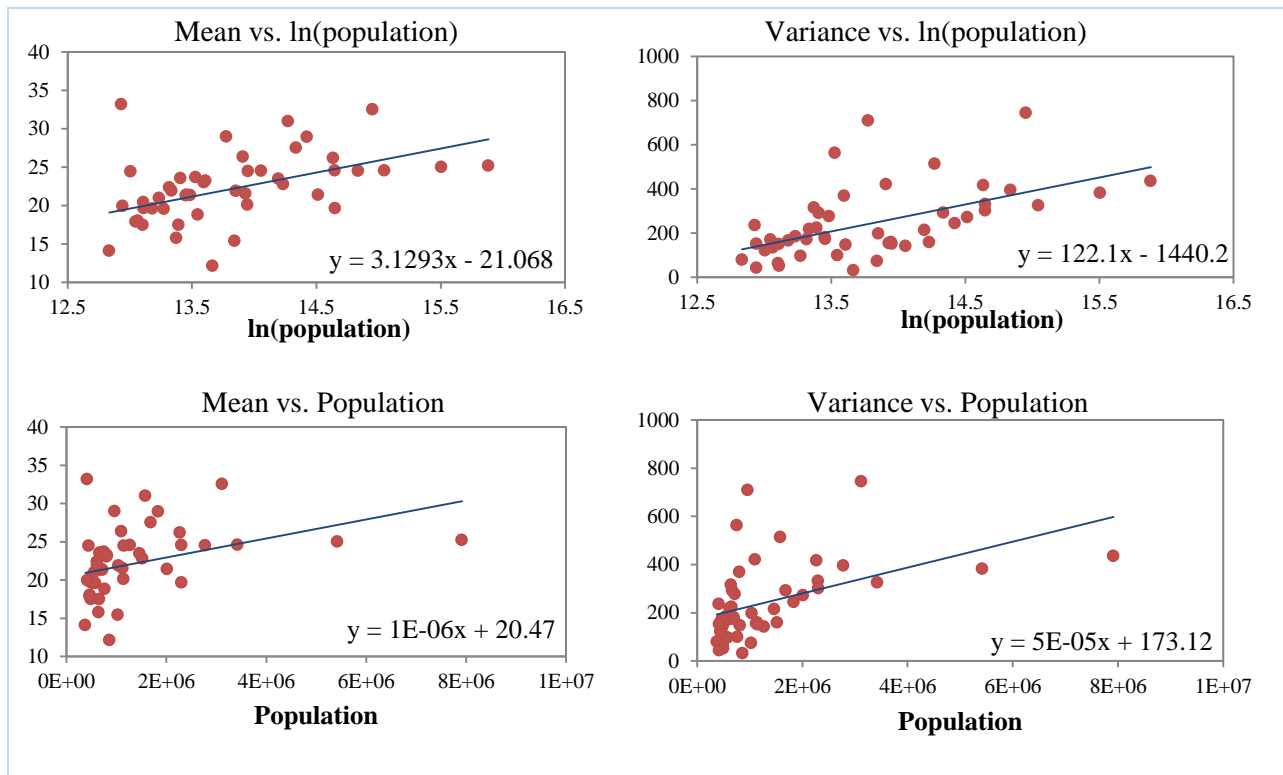 Mean vs. ln(population)
40
35
30
25
20
15
10
y = 3.1293x - 21.068
12.5 13.5 14.5 15.5 16.5
ln(population)
Variance vs. ln(population)
1000
800
600
400
200
0
y = 122.1x - 1440.2
12.5 13.5 14.5 15.5 16.5
ln(population)
Mean vs. Population
40
35
30
25
20
15
10
y = 1E-06x + 20.47
0E+00 2E+06 4E+06 6E+06 8E+06 1E+07
Population
Variance vs. Population
1000
800
600
400
200
0
y = 5E-05x + 173.12
0E+00 2E+06 4E+06 6E+06 8E+06 1E+07
Population